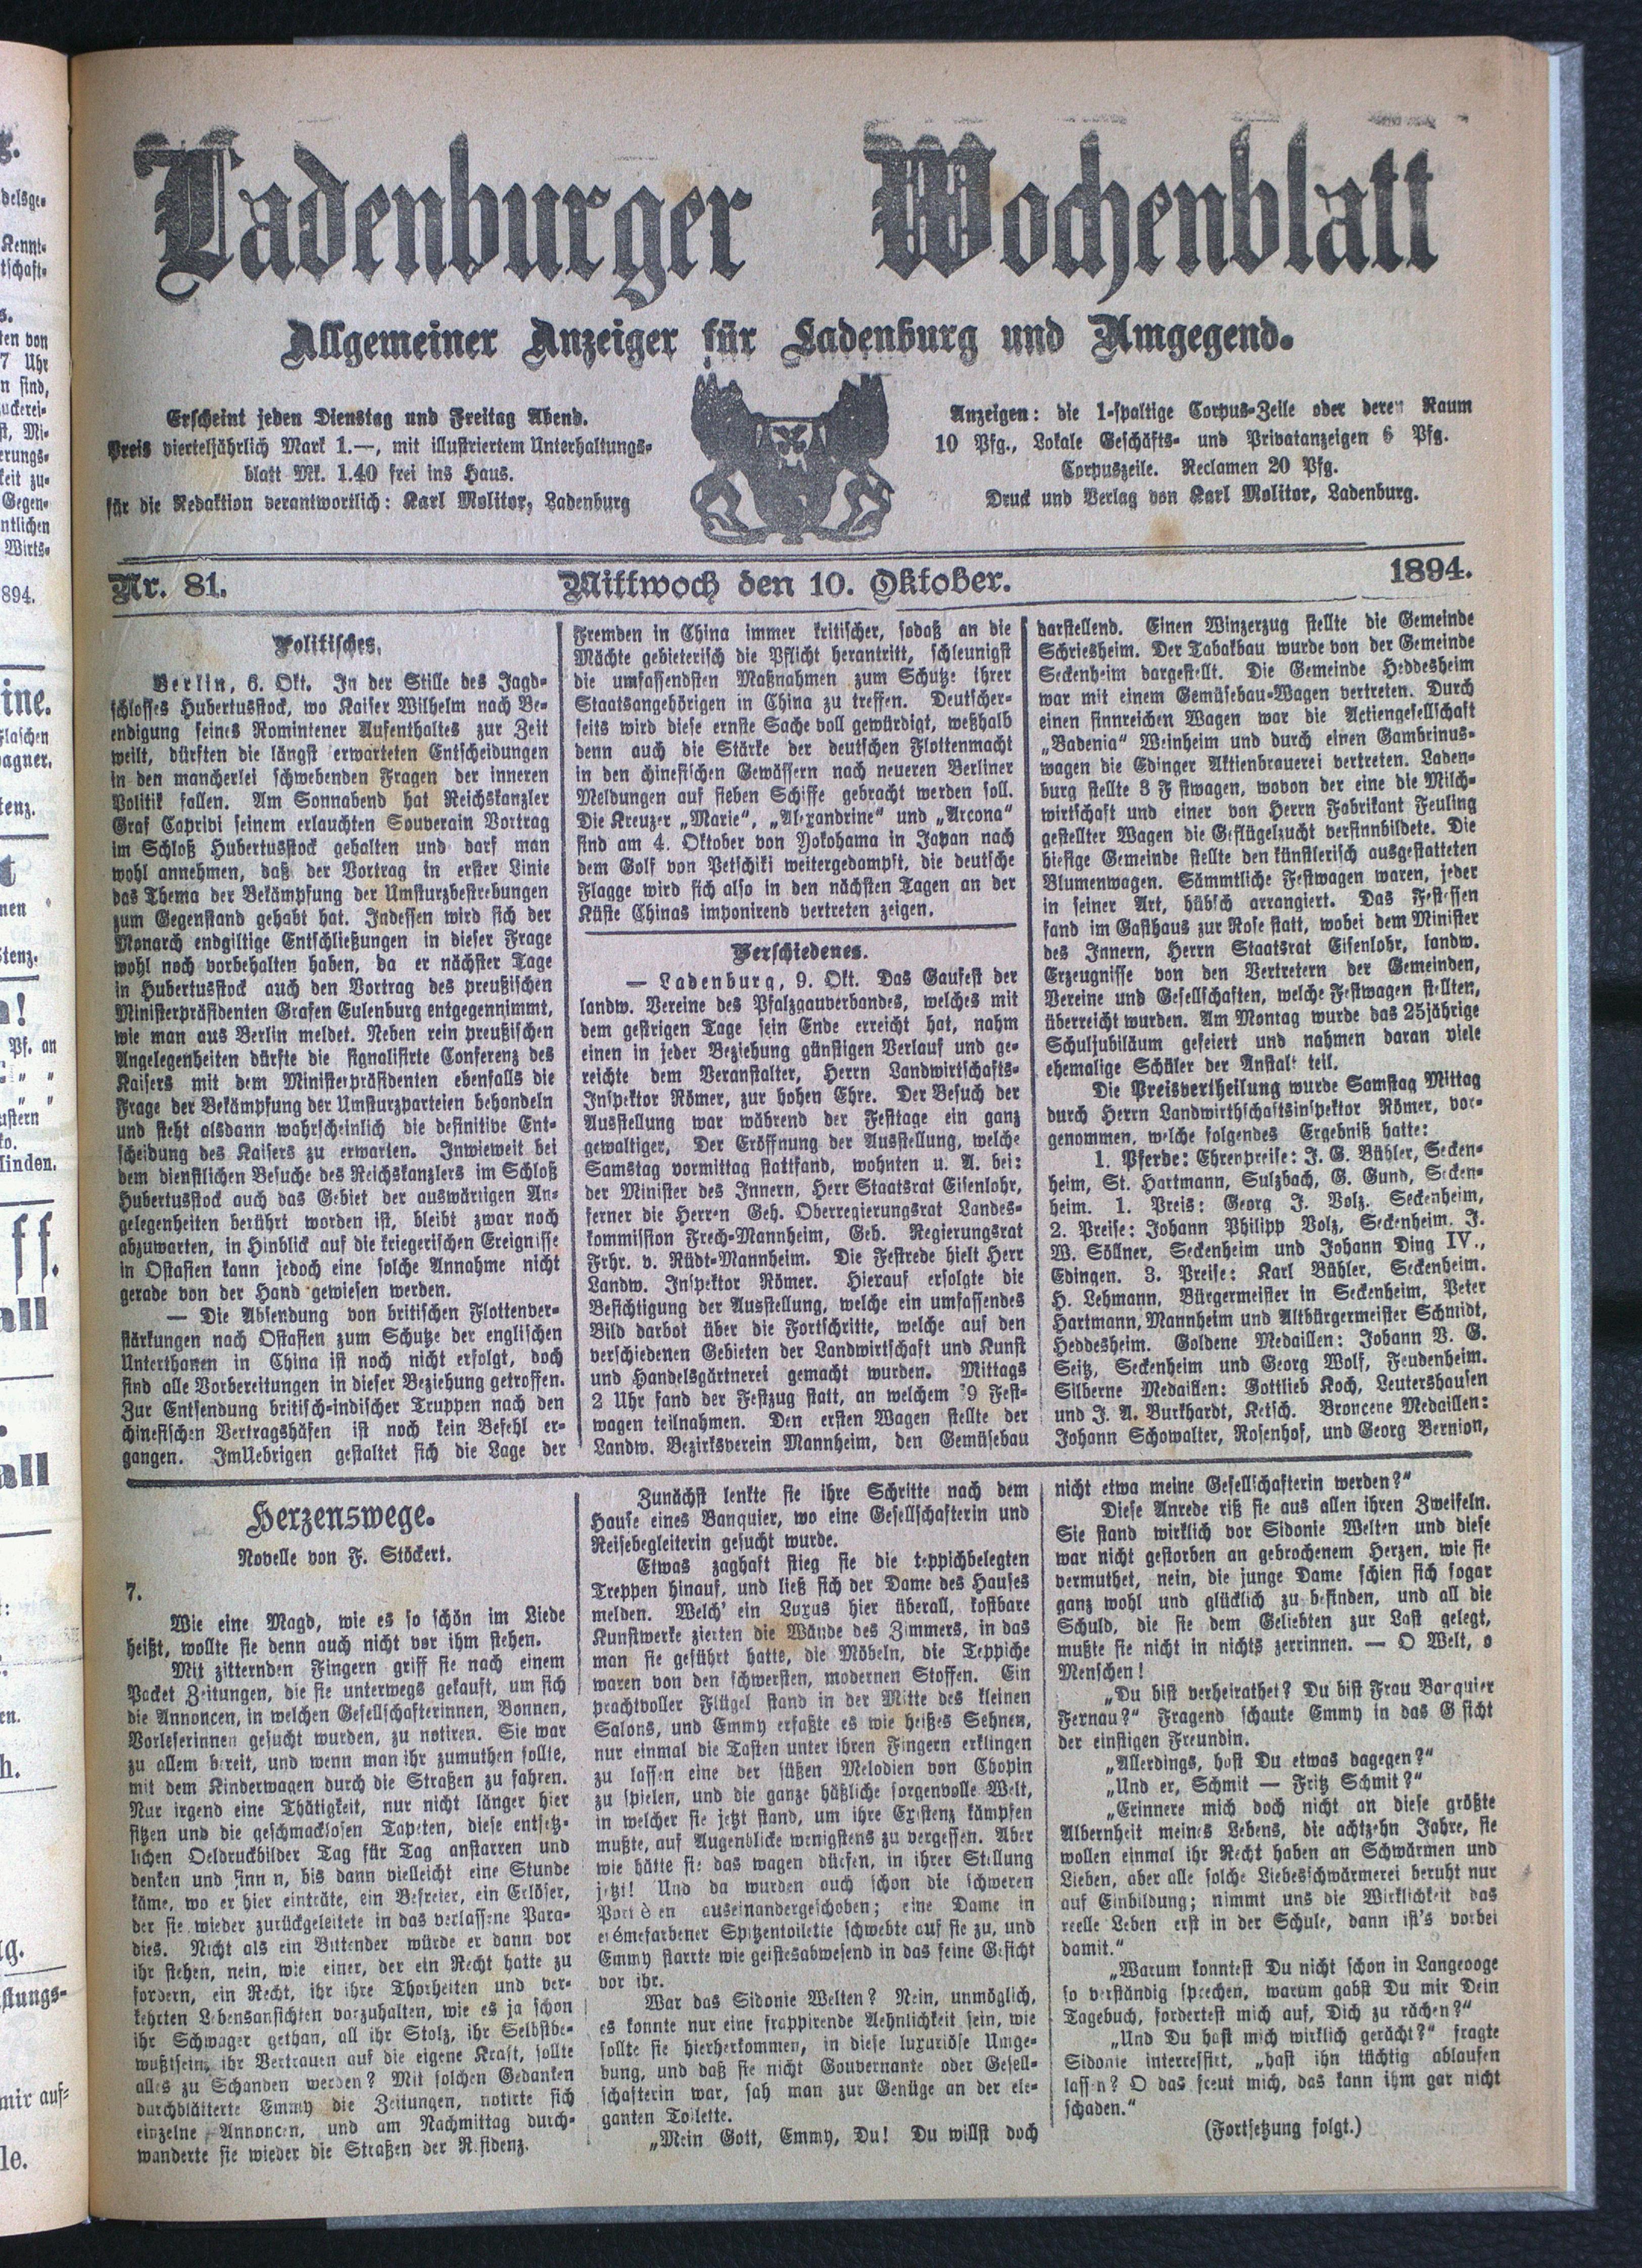 Ladenburger Wochenblatt
Allgemeiner Anzeiger für Ladenburg und Umgegend.
Erscheint jeden Dienstag und Freitag Abend.
Preis vierteljährlich Mark 1.—, mit illustriertem Unterhaltungs-
blatt Mk. 1.40 frei ins Haus.
für die Redaktion verantwortlich: Karl Molitor, Ladenburg
Anzeigen: die 1-spaltige Corpus-Zeile oder deren Raum
10 Pfg., Lokale Geschäfts- und Privatanzeigen 6 Pfg.
Corpuszeile. Reclamen 20 Pfg.
Druck und Verlag von Karl Molitor, Ladenburg.
Nr. 81.
Mittwoch den 10. Oktober.
1894.
Politisches.
Berlin, 6. Okt. In der Stille des Jagd-
schlosses Hubertusstock, wo Kaiser Wilhelm nach Be-
endigung seines Romintener Aufenthaltes zur Zeit
weilt, dürften die längst erwarteten Entscheidungen
in den mancherlei schwebenden Fragen der inneren
Politik fallen. Am Sonnabend hat Reichskanzler
Graf Caprivi seinem erlauchten Souverain Vortrag
im Schloß Hubertusstock gehalten und darf man
wohl annehmen, daß der Vortrag in erster Linie
das Thema der Bekämpfung der Umsturzbestrebungen
zum Gegenstand gehabt hat. Indessen wird sich der
Monarch endgiltige Entschließungen in dieser Frage
wohl noch vorbehalten haben, da er nächster Tage
in Hubertusstock auch den Vortrag des preußischen
Ministerpräsidenten Grafen Eulenburg entgegennimmt,
wie man aus Berlin meldet. Neben rein preußischen
Angelegenheiten dürfte die signalisirte Conferenz des
Kaisers mit dem Ministerpräsidenten ebenfalls die
Frage der Bekämpfung der Umsturzparteien behandeln
und steht alsdann wahrscheinlich die definitive Ent-
scheidung des Kaisers zu erwarten. Inwieweit bei
dem dienstlichen Besuche des Reichskanzlers im Schloß
Hubertusstock auch das Gebiet der auswärtigen An-
gelegenheiten berührt worden ist, bleibt zwar noch
abzuwarten, in Hinblick auf die kriegerischen Ereignisse
in Ostasien kann jedoch eine solche Annahme nicht
gerade von der Hand gewiesen werden.
— Die Absendung von britischen Flottenver-
stärkungen nach Ostasien zum Schutze der englischen
Unterthanen in China ist noch nicht erfolgt, doch
sind alle Vorbereitungen in dieser Beziehung getroffen.
Zur Entsendung britisch-indischer Truppen nach den
chinesischen Vertragshäfen ist noch kein Befehl er-
gangen. ImUebrigen gestaltet sich die Lage der
Fremden in China immer kritischer, sodaß an die
Mächte gebieterisch die Pflicht herantritt, schleunigst
die umfassendsten Maßnahmen zum Schutze ihrer
Staatsangehörigen in China zu treffen. Deutscher-
seits wird diese ernste Sache voll gewürdigt, weßhalb
denn auch die Stärke der deutschen Flottenmacht
in den chinesischen Gewässern nach neueren Berliner
Meldungen auf sieben Schiffe gebracht werden soll.
Die Kreuzer „Marie“, „Alexandrine“ und „Arcona“
sind am 4. Oktober von Yokohama in Japan nach
dem Golf von Petschiki weitergedampft, die deutsche
Flagge wird sich also in den nächsten Tagen an der
Küste Chinas imponirend vertreten zeigen.
Verschiedenes.
— Ladenburg, 9. Okt. Das Gaufest der
landw. Vereine des Pfalzgauverbandes, welches mit
dem gestrigen Tage sein Ende erreicht hat, nahm
einen in jeder Beziehung günstigen Verlauf und ge-
reichte dem Veranstalter, Herrn Landwirtschafts-
Inspektor Römer, zur hohen Ehre. Der Besuch der
Ausstellung war während der Festtage ein ganz
gewaltiger, Der Eröffnung der Ausstellung, welche
Samstag vormittag stattfand, wohnten u. A. bei:
der Minister des Innern, Herr Staatsrat Eisenlohr,
ferner die Herren Geh. Oberregierungsrat Landes-
kommission Frech-Mannheim, Geh. Regierungsrat
Frhr. v. Rüdt-Mannheim. Die Festrede hielt Herr
Landw. Inspektor Römer. Hierauf erfolgte die
Besichtigung der Ausstellung, welche ein umfassendes
Bild darbot über die Fortschritte, welche auf den
verschiedenen Gebieten der Landwirtschaft und Kunst
und Handelsgärtnerei gemacht wurden. Mittags
2 Uhr fand der Festzug statt, an welchem 9 Fest-
wagen teilnahmen. Den ersten Wagen stellte der
Landw. Bezirksverein Mannheim, den Gemüsebau
darstellend. Einen Winzerzug stellte die Gemeinde
Schriesheim. Der Tabakbau wurde von der Gemeinde
Seckenheim dargestellt. Die Gemeinde Heddesheim
war mit einem Gemüsebau-Wagen vertreten. Durch
einen sinnreichen Wagen war die Actiengesellschaft
„Badenia“ Weinheim und durch einen Gambrinus-
wagen die Edinger Aktienbrauerei vertreten. Laden-
burg stellte 3 F stwagen, wovon der eine die Milch-
wirtschaft und einer von Herrn Fabrikant Feuling
gestellter Wagen die Geflügelzucht versinnbildete. Die
hiesige Gemeinde stellte den künstlerisch ausgestatteten
Blumenwagen. Sämmtliche Festwagen waren, jeder
in seiner Art, hübsch arrangiert. Das Festessen
fand im Gasthaus zur Rose statt, wobei dem Minister
des Innern, Herrn Staatsrat Eisenlohr, landw.
Erzeugnisse von den Vertretern der Gemeinden,
Vereine und Gesellschaften, welche Festwagen stellten,
überreicht wurden. Am Montag wurde das 25jährige
Schuljubiläum gefeiert und nahmen daran viele
ehemalige Schüler der Anstalt teil.
Die Preisvertheilung wurde Samstag Mittag
durch Herrn Landwirthschaftsinspektor Römer, vor-
genommen, welche folgendes Ergebniß hatte:
1. Pferde: Ehrenpreise: J. G. Bühler, Secken-
heim, St. Hartmann, Sulzbach, G. Gund, Secken-
heim. 1. Preis: Georg J. Volz, Seckenheim,
2. Preise: Johann Philipp Volz, Seckenheim, J.
W. Söllner, Seckenheim und Johann Ding IV.,
Edingen. 3. Preise: Karl Bühler, Seckenheim.
H. Lehmann, Bürgermeister in Seckenheim, Peter
Hartmann, Mannheim und Altbürgermeister Schmidt,
Heddesheim. Goldene Medaillen: Johann V. G.
Seitz, Seckenheim und Georg Wolf, Feudenheim.
Silberne Medaillen: Gottlieb Koch, Leutershausen
und J. A. Burkhardt, Ketsch. Broncene Medaillen:
Johann Schowalter, Rosenhof, und Georg Bernion,
Herzenswege.
Novelle von F. Stöckert.
7.
Wie eine Magd, wie es so schön im Liede
heißt, wollte sie denn auch nicht vor ihm stehen.
Mit zitternden Fingern griff sie nach einem
Packet Zeitungen, die sie unterwegs gekauft, um sich
die Annoncen, in welchen Gesellschafterinnen, Bonnen,
Vorleserinnen gesucht wurden, zu notiren. Sie war
zu allem bereit, und wenn man ihr zumuthen sollte,
mit dem Kinderwagen durch die Straßen zu fahren.
Nur irgend eine Thätigkeit, nur nicht länger hier
sitzen und die geschmacklosen Tapeten, diese entsetz-
lichen Oeldruckbilder Tag für Tag anstarren und
denken und sinn n, bis dann vielleicht eine Stunde
käme, wo er hier einträte, ein Befreier, ein Erlöser,
der sie wieder zurückgeleitete in das verlassene Para-
dies. Nicht als ein Bittender würde er dann vor
ihr stehen, nein, wie einer, der ein Recht hatte zu
fordern, ein Recht, ihr ihre Thorheiten und ver-
kehrten Lebensansichten vorzuhalten, wie es ja schon
ihr Schwager gethan, all ihr Stolz, ihr Selbstbe-
wußtsein, ihr Vertrauen auf die eigene Kraft, sollte
alles zu Schanden werden? Mit solchen Gedanken
durchblätterte Emmy die Zeitungen, notirte sich
einzelne Annoncen, und am Nachmittag durch-
wanderte sie wieder die Straßen der Residenz.
Zunächst lenkte sie ihre Schritte nach dem
Hause eines Banquier, wo eine Gesellschafterin und
Reisebegleiterin gesucht wurde.
Etwas zaghaft stieg sie die teppichbelegten
Treppen hinauf, und ließ sich der Dame des Hauses
melden. Welch' ein Luxus hier überall, kostbare
Kunstwerke zierten die Wände des Zimmers, in das
man sie geführt hatte, die Möbeln, die Teppiche
waren von den schwersten, modernen Stoffen. Ein
prachtvoller Flügel stand in der Mitte des kleinen
Salons, und Emmy erfaßte es wie heißes Sehnen,
nur einmal die Tasten unter ihren Fingern erklingen
zu lassen eine der süßen Melodien von Chopin
zu spielen, und die ganze häßliche sorgenvolle Welt,
in welcher sie jetzt stand, um ihre Existenz kämpfen
mußte, auf Augenblicke wenigstens zu vergessen. Aber
wie hätte sie das wagen dürfen, in ihrer Stellung
jetzt! Und da wurden auch schon die schweren
Porti è en auseinandergeschoben; eine Dame in
crêmefarbener Spitzentoilette schwebte auf sie zu, und
Emmy starrte wie geistesabwesend in das feine Gesicht
vor ihr.
War das Sidonie Welten? Nein, unmöglich,
es konnte nur eine frappirende Aehnlichkeit sein, wie
sollte sie hierherkommen, in diese luxuriöse Umge-
bung, und daß sie nicht Gouvernante oder Gesell-
schafterin war, sah man zur Genüge an der ele-
ganten Toilette.
„Mein Gott, Emmy, Du! Du willst doch
nicht etwa meine Gesellschafterin werden?“
Diese Anrede riß sie aus allen ihren Zweifeln.
Sie stand wirklich vor Sidonie Welten und diese
war nicht gestorben an gebrochenem Herzen, wie sie
vermuthet, nein, die junge Dame schien sich sogar
ganz wohl und glücklich zu befinden, und all die
Schuld, die sie dem Geliebten zur Last gelegt,
mußte sie nicht in nichts zerrinnen. — O Welt, o
Menschen!
„Du bist verheirathet? Du bist Frau Banquier
Fernau?“ Fragend schaute Emmy in das G sicht
der einstigen Freundin.
„Allerdings, hast Du etwas dagegen?“
„Und er, Schmit — Fritz Schmit?“
„Erinnere mich doch nicht an diese größte
Albernheit meines Lebens, die achtzehn Jahre, sie
wollen einmal ihr Recht haben an Schwärmen und
Lieben, aber alle solche Liebesschwärmerei beruht nur
auf Einbildung; nimmt uns die Wirklichkeit das
reelle Leben erst in der Schule, dann ist's vorbei
damit.“
„Warum konntest Du nicht schon in Langeooge
so verständig sprechen, warum gabst Du mir Dein
Tagebuch, fordertest mich auf, Dich zu rächen?“
„Und Du hast mich wirklich gerächt?“ fragte
Sidonie interressirt, „hast ihn tüchtig ablaufen
lassen? O das freut mich, das kann ihm gar nicht
schaden.“
(Fortsetzung folgt.)